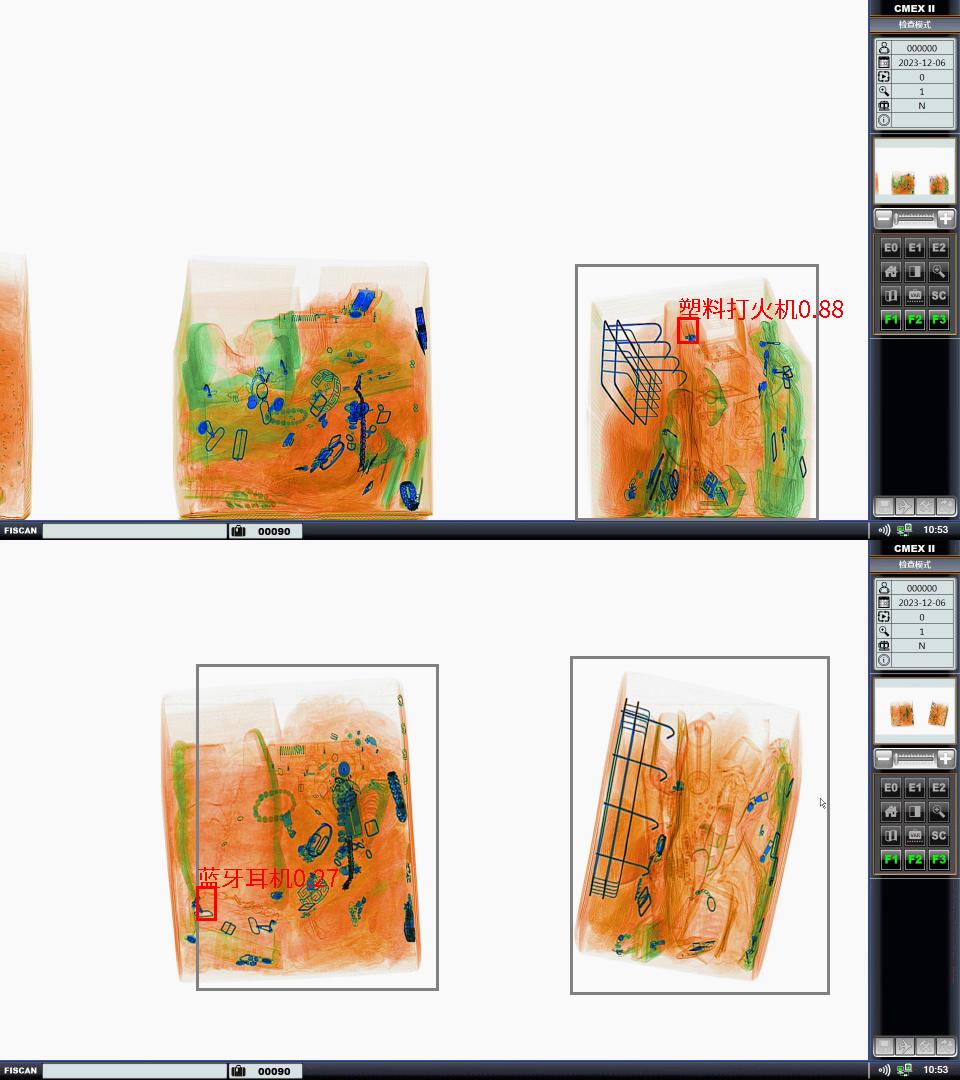 CMEX II
检查模式
000000
2023-12-06
0
1
N
E0 E1 E2
SC
F1 F2 F3
塑料打火机0.88
FISCAN
00090
10:53
CMEX II
检查模式
000000
2023-12-06
0
1
N
E0 E1 E2
VAR SC
F1 F2 F3
蓝牙耳机0.27
FISCAN
00090
10:53